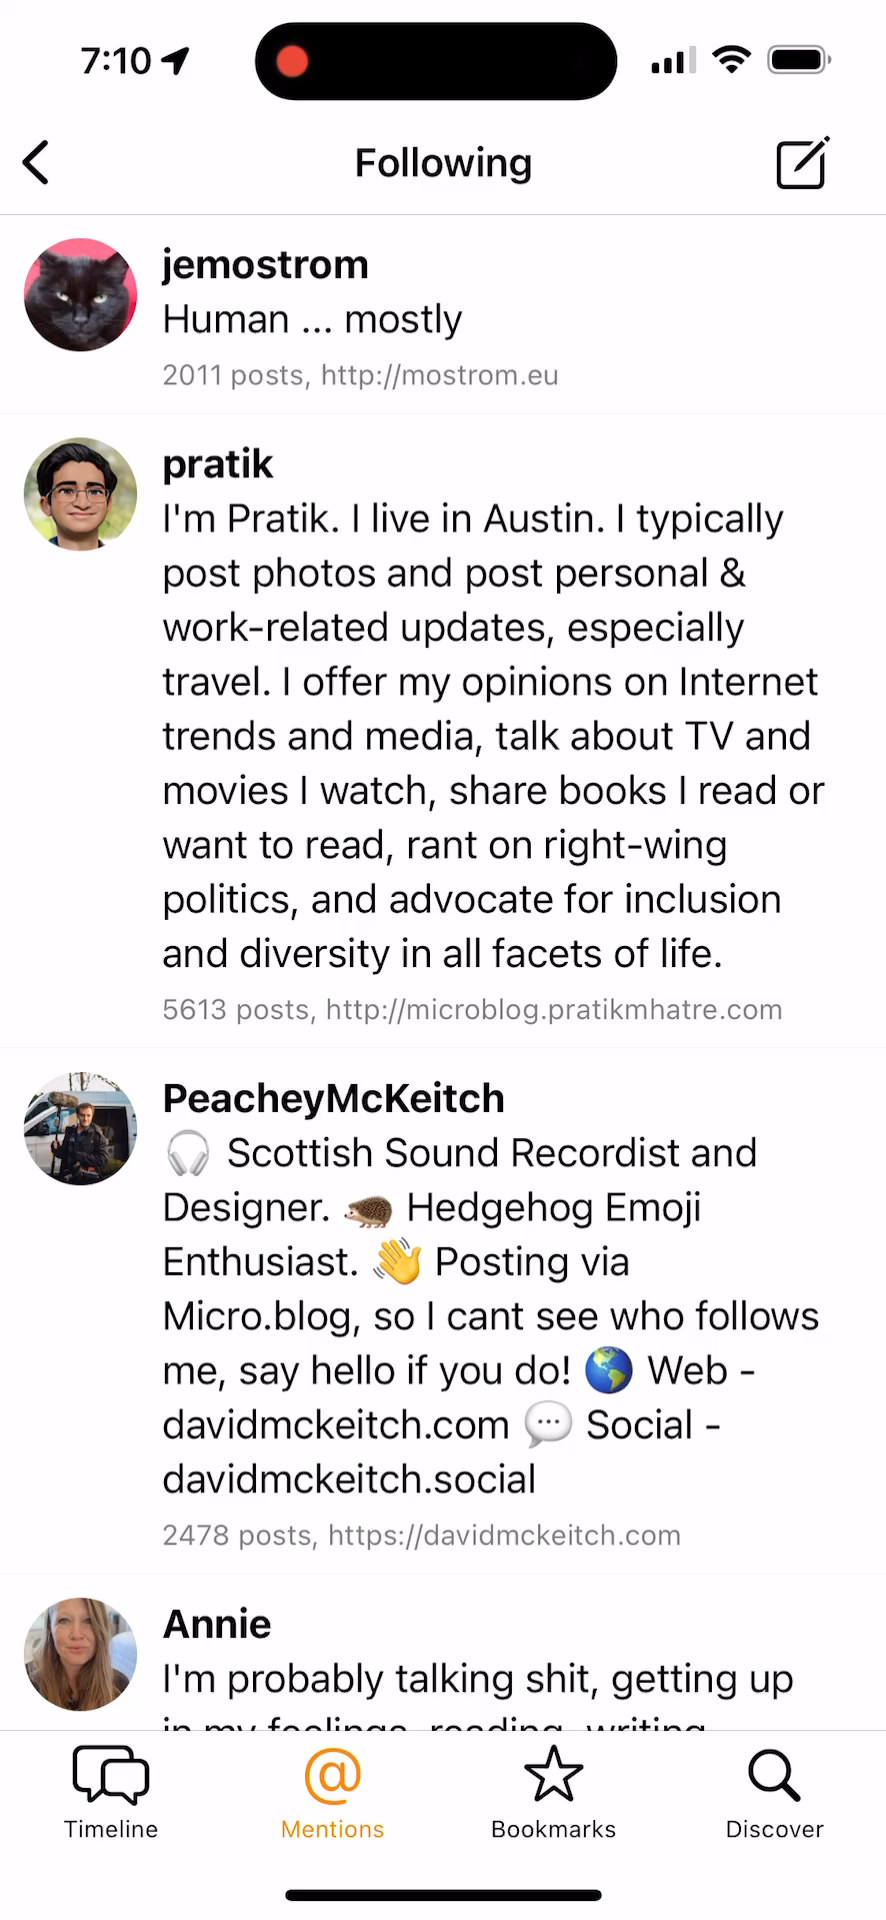 7:10
Following
jemostrom
Human ... mostly
2011 posts, http://mostrom.eu
pratik
I'm Pratik. I live in Austin. I typically
post photos and post personal &
work-related updates, especially
travel. I offer my opinions on Internet
trends and media, talk about TV and
movies I watch, share books I read or
want to read, rant on right-wing
politics, and advocate for inclusion
and diversity in all facets of life.
5613 posts, http://microblog.pratikmhatre.com
PeacheyMcKeitch
🎧 Scottish Sound Recordist and
Designer. 🦔 Hedgehog Emoji
Enthusiast. 👋 Posting via
Micro.blog, so I cant see who follows
me, say hello if you do! 🌎 Web -
davidmckeitch.com 💬 Social -
davidmckeitch.social
2478 posts, https://davidmckeitch.com
Annie
I'm probably talking shit, getting up
in my feelings, reading, writing
Timeline
Mentions
Bookmarks
Discover